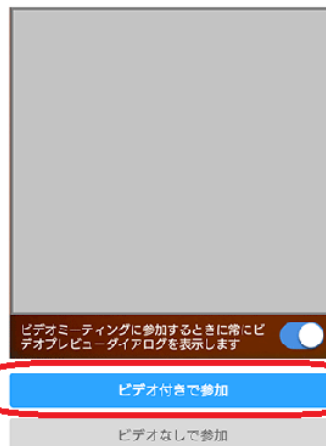 ビデオミーティングに参加するときに常にビ
デオプレビューダイアログを表示します
ビデオ付きで参加
ビデオなしで参加